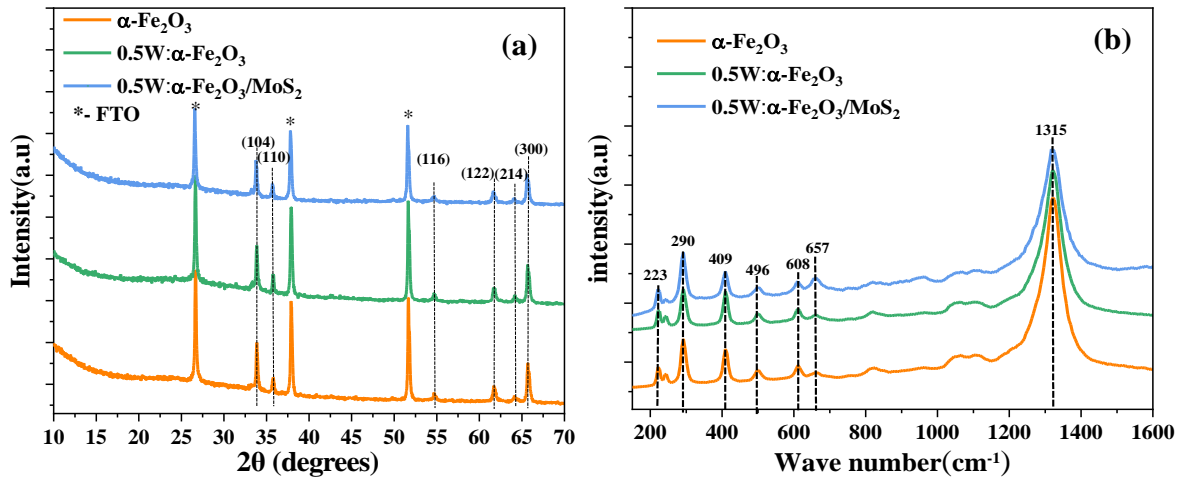 α-Fe₂O₃
0.5W:α-Fe₂O₃
0.5W:α-Fe₂O₃/MoS₂
*- FTO
(a)
* * *
(104) (110) (116) (122) (214) (300)
Intensity(a.u)
10 15 20 25 30 35 40 45 50 55 60 65 70
2θ (degrees)
α-Fe₂O₃
0.5W:α-Fe₂O₃
0.5W:α-Fe₂O₃/MoS₂
(b)
223 290 409 496 608 657 1315
intensity(a.u)
200 400 600 800 1000 1200 1400 1600
Wave number(cm⁻¹)